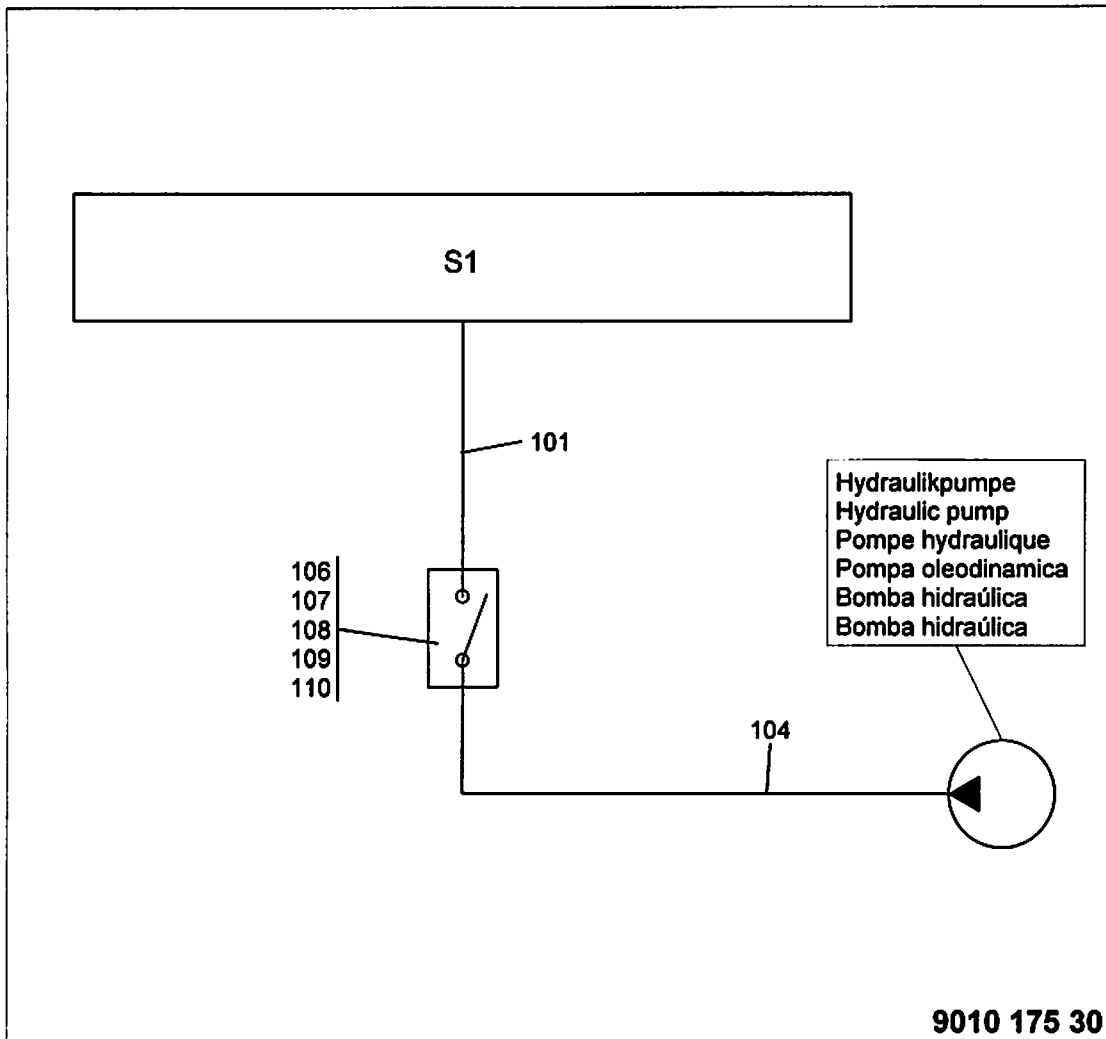 S1
101
Hydraulikpumpe
Hydraulic pump
Pompe hydraulique
Pompa oleodinamica
Bomba hidraúlica
Bomba hidraúlica
106
107
108
109
110
104
9010 175 30